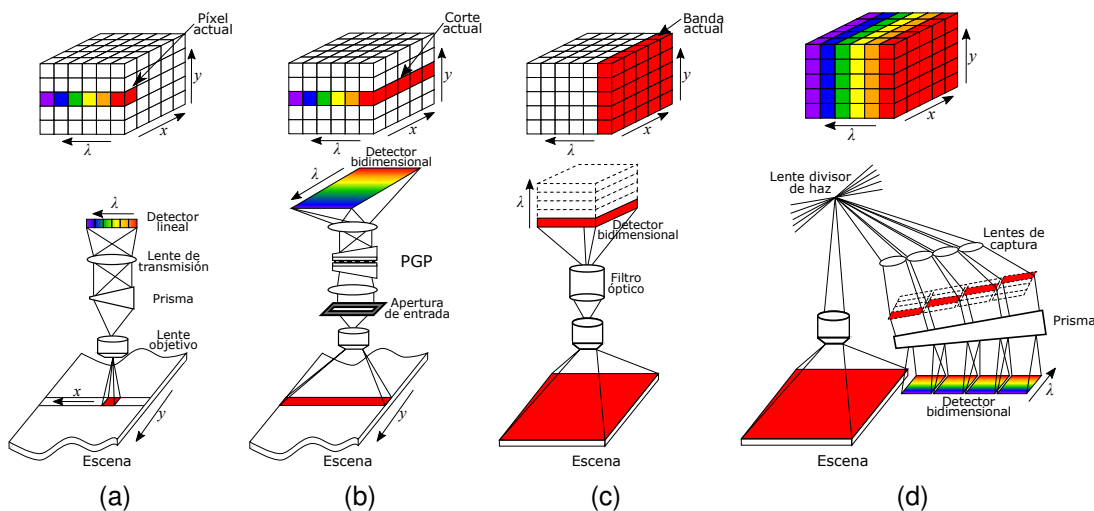 Píxel
actual
y
x
λ
λ
Detector
lineal
Lente de
transmisión
Prisma
Lente
objetivo
x
y
Escena
(a)
Corte
actual
y
x
λ
Detector
bidimensional
λ
PGP
Apertura
de entrada
y
Escena
(b)
Banda
actual
y
x
λ
λ
Detector
bidimensional
Filtro
óptico
Escena
(c)
y
x
λ
Lente divisor
de haz
Lentes de
captura
Prisma
λ
Detector
bidimensional
Escena
(d)